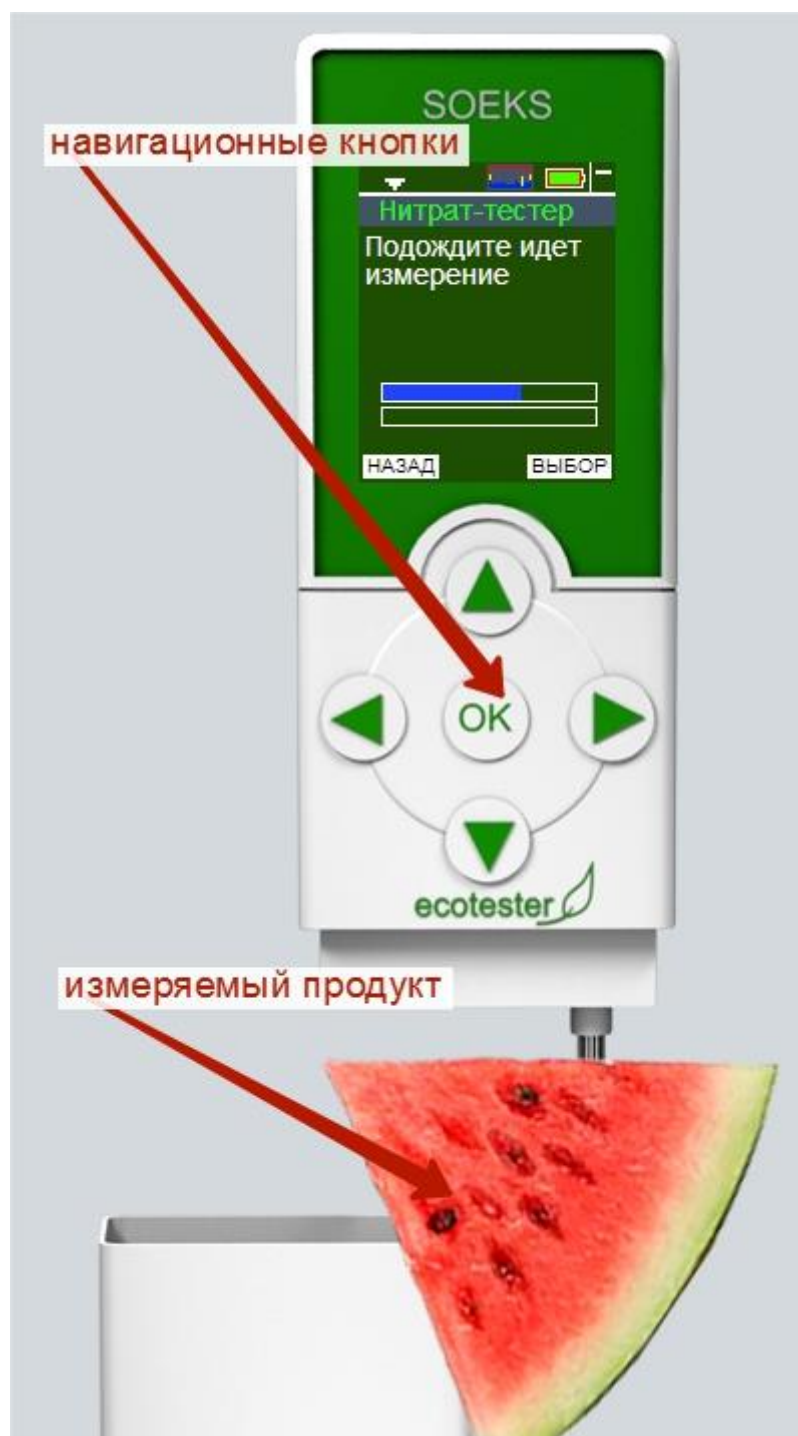 SOEKS
навигационные кнопки
Нитрат-тестер
Подождите идет
измерение
НАЗАД
ВЫБОР
OK
ecotester
измеряемый продукт